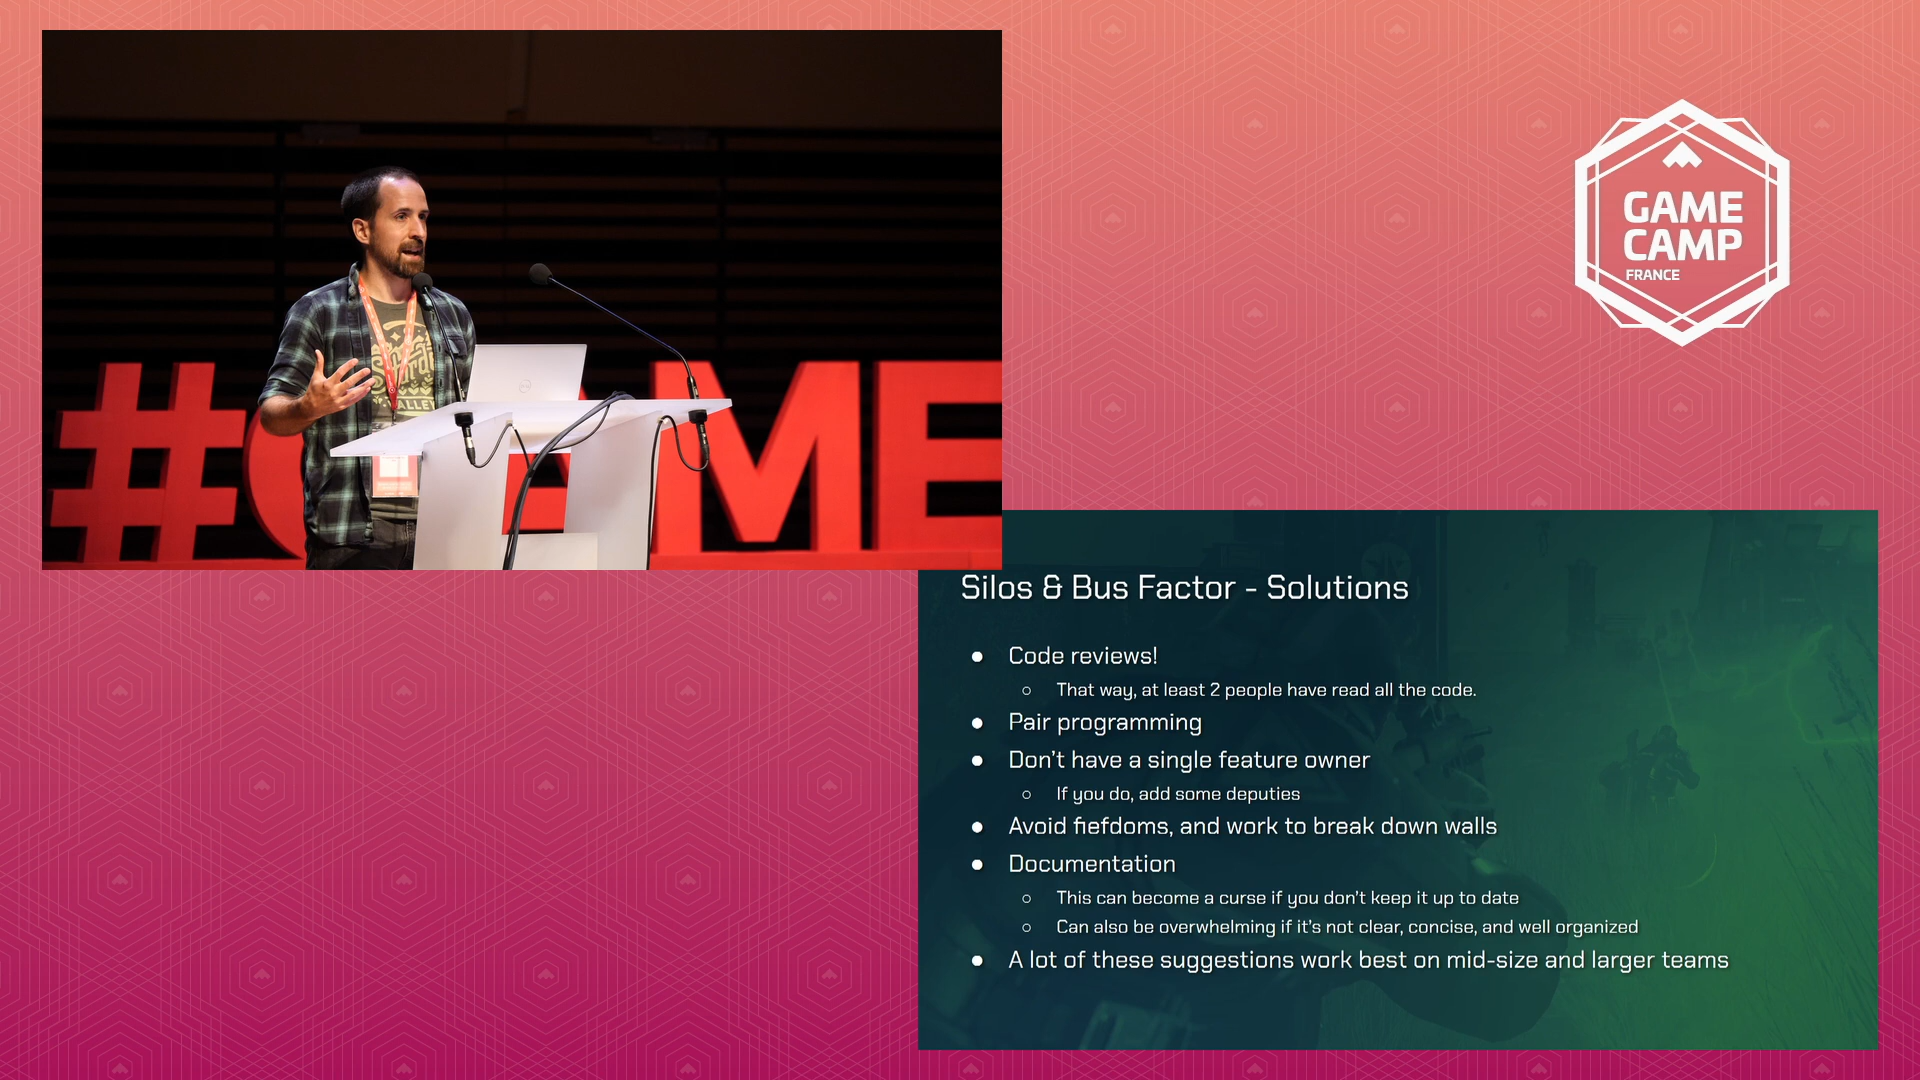 #GAME
VALLEY
GAME
CAMP
FRANCE
Silos & Bus Factor - Solutions
Code reviews!
That way, at least 2 people have read all the code.
Pair programming
Don't have a single feature owner
If you do, add some deputies
Avoid fiefdoms, and work to break down walls
Documentation
This can become a curse if you don't keep it up to date
Can also be overwhelming if it's not clear, concise, and well organized
A lot of these suggestions work best on mid-size and larger teams